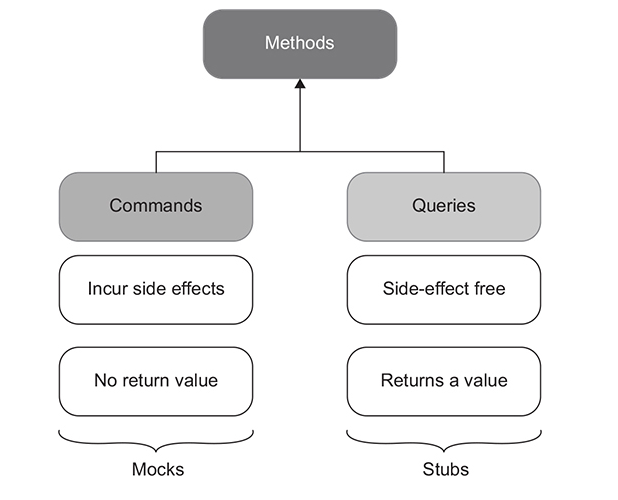 Methods
Commands
Queries
Incur side effects
Side-effect free
No return value
Returns a value
Mocks
Stubs